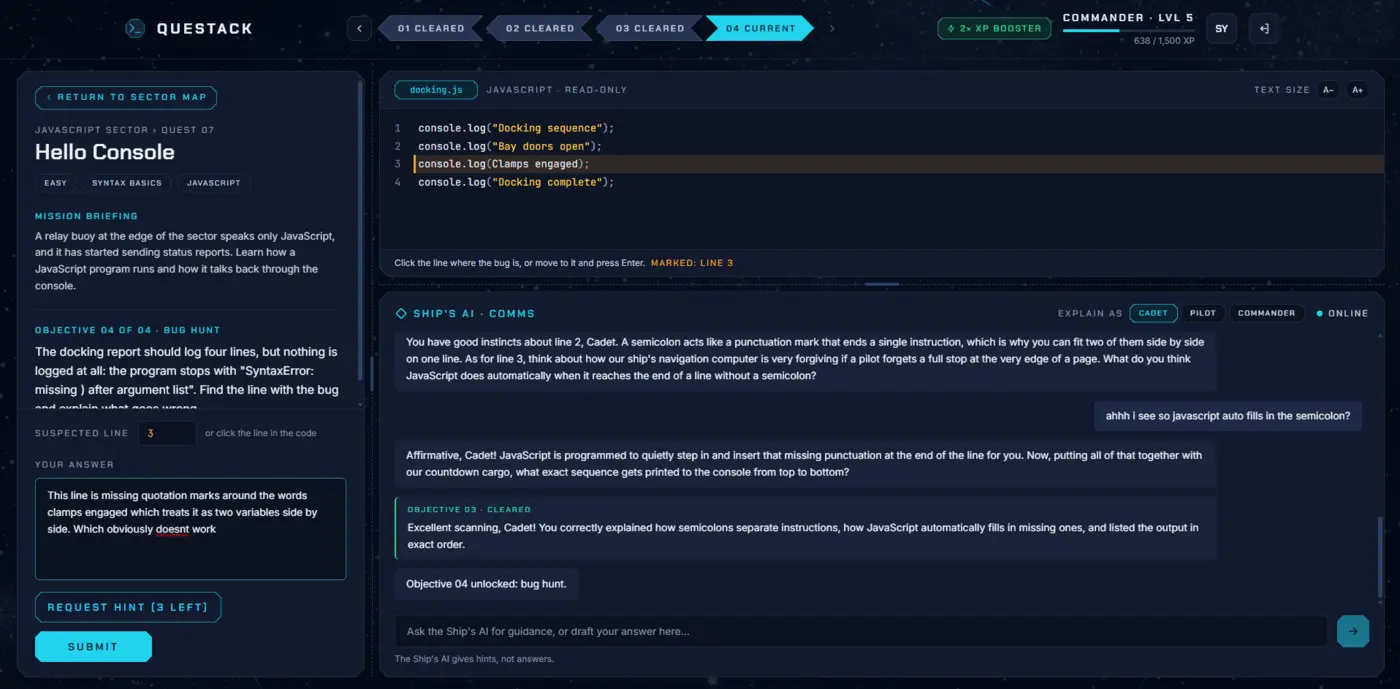 QUESTACK
01 CLEARED
02 CLEARED
03 CLEARED
04 CURRENT
2× XP BOOSTER
COMMANDER · LVL 5
638 / 1,500 XP
SY
‹ RETURN TO SECTOR MAP
JAVASCRIPT SECTOR › QUEST 07
Hello Console
EASY
SYNTAX BASICS
JAVASCRIPT
MISSION BRIEFING
A relay buoy at the edge of the sector speaks only JavaScript,
and it has started sending status reports. Learn how a
JavaScript program runs and how it talks back through the
console.
OBJECTIVE 04 OF 04 · BUG HUNT
The docking report should log four lines, but nothing is
logged at all: the program stops with "SyntaxError:
missing ) after argument list". Find the line with the bug
and explain what goes wrong.
SUSPECTED LINE
3
or click the line in the code
YOUR ANSWER
This line is missing quotation marks around the words
clamps engaged which treats it as two variables side by
side. Which obviously doesnt work
REQUEST HINT [3 LEFT]
SUBMIT
docking.js
JAVASCRIPT · READ-ONLY
TEXT SIZE
A−
A+
1 console.log("Docking sequence");
2 console.log("Bay doors open");
3 console.log(Clamps engaged);
4 console.log("Docking complete");
Click the line where the bug is, or move to it and press Enter. MARKED: LINE 3
SHIP'S AI · COMMS
EXPLAIN AS
CADET
PILOT
COMMANDER
ONLINE
You have good instincts about line 2, Cadet. A semicolon acts like a punctuation mark that ends a single instruction, which is why you can fit two of them side by side
on one line. As for line 3, think about how our ship's navigation computer is very forgiving if a pilot forgets a full stop at the very edge of a page. What do you think
JavaScript does automatically when it reaches the end of a line without a semicolon?
ahhh i see so javascript auto fills in the semicolon?
Affirmative, Cadet! JavaScript is programmed to quietly step in and insert that missing punctuation at the end of the line for you. Now, putting all of that together with
our countdown cargo, what exact sequence gets printed to the console from top to bottom?
OBJECTIVE 03 · CLEARED
Excellent scanning, Cadet! You correctly explained how semicolons separate instructions, how JavaScript automatically fills in missing ones, and listed the output in
exact order.
Objective 04 unlocked: bug hunt.
Ask the Ship's AI for guidance, or draft your answer here...
The Ship's AI gives hints, not answers.